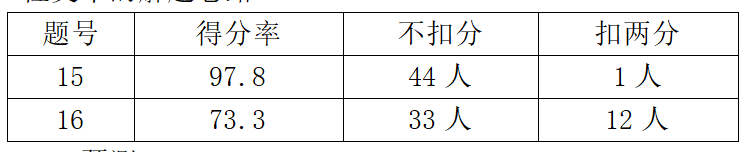 题号 得分率 不扣分 扣两分
15 97.8 44 人 1 人
16 73.3 33 人 12 人